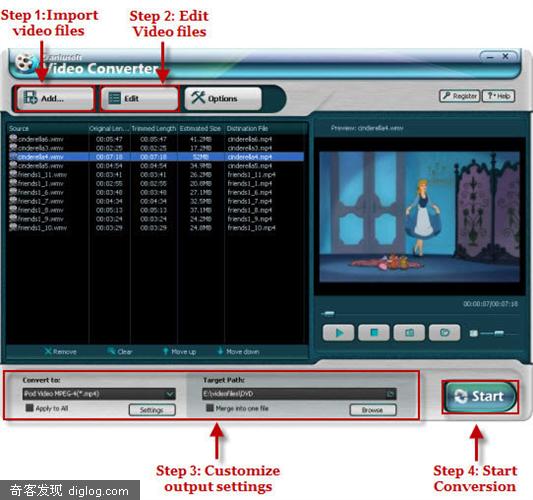 Step 1:Import
video files
Step 2: Edit
Video files
Daniusoft
Video Converter
Add...
Edit
Options
Register
Help
Source Original Len... Trimmed Length Estimated Size Distination File
cinderella6.wmv 00:05:47 00:05:47 41.2MB cinderella6.mp4
cinderella3.wmv 00:02:25 00:02:25 17.2MB cinderella3.mp4
cinderella4.wmv 00:07:18 00:07:18 52MB cinderella4.mp4
cinderella5.wmv 00:04:54 00:04:54 34.9MB cinderella5.mp4
friends1_11.wmv 00:03:41 00:03:41 26.2MB friends1_11.mp4
friends1_1.wmv 00:02:55 00:02:55 20.8MB friends1_1.mp4
friends1_6.wmv 00:03:48 00:03:48 27.1MB friends1_6.mp4
friends1_7.wmv 00:04:34 00:04:34 32.5MB friends1_7.mp4
friends1_8.wmv 00:05:13 00:05:13 37.1MB friends1_8.mp4
friends1_9.wmv 00:03:24 00:03:24 24.2MB friends1_9.mp4
friends1_10.wmv 00:03:29 00:03:29 24.8MB friends1_10.mp4
Preview: cinderella4.wmv
00:00:07/00:07:18
Remove
Clear
Move up
Move down
Convert to:
iPod Video MPEG-4(*.mp4)
Apply to All
Settings
Target Path:
E:\videofiles\DVD
Merge into one file
Browse
Start
Step 3: Customize
output settings
Step 4: Start
Conversion
奇客发现 diglog.com